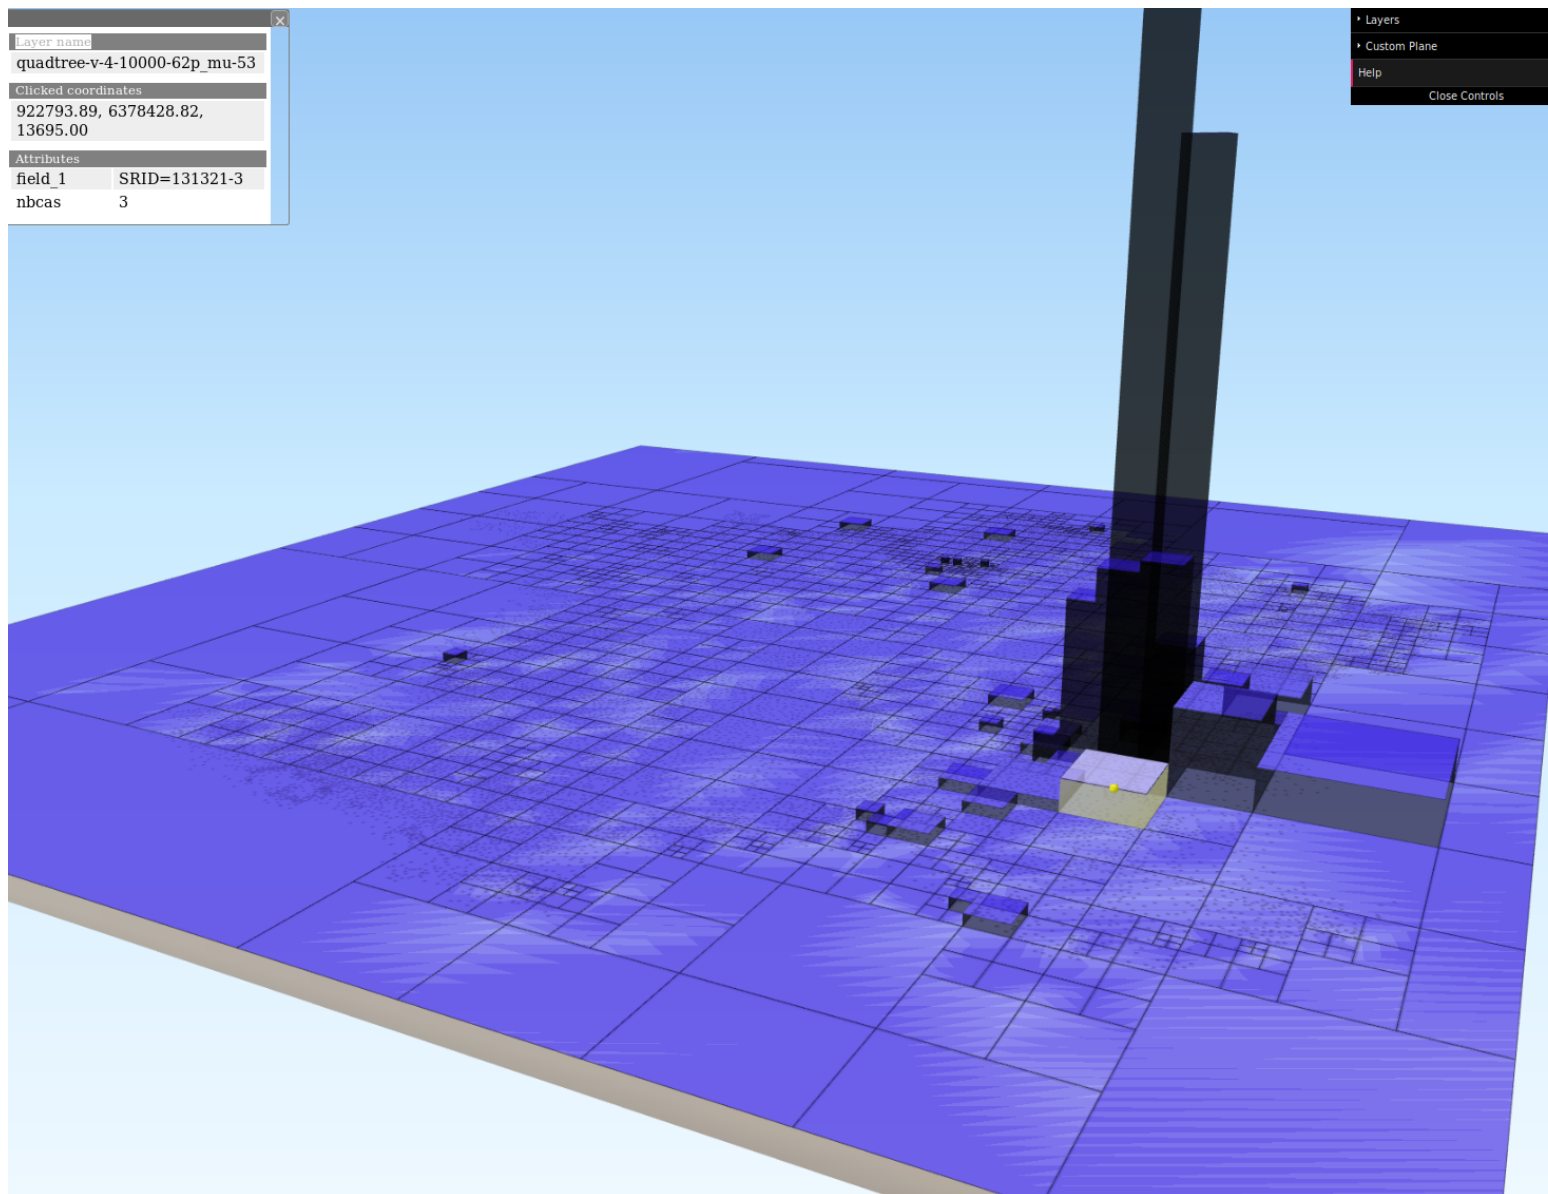 Layer name
quadtree-v-4-10000-62p_mu-53
Clicked coordinates
922793.89, 6378428.82,
13695.00
Attributes
field_1 SRID=131321-3
nbcas 3
Layers
Custom Plane
Help
Close Controls